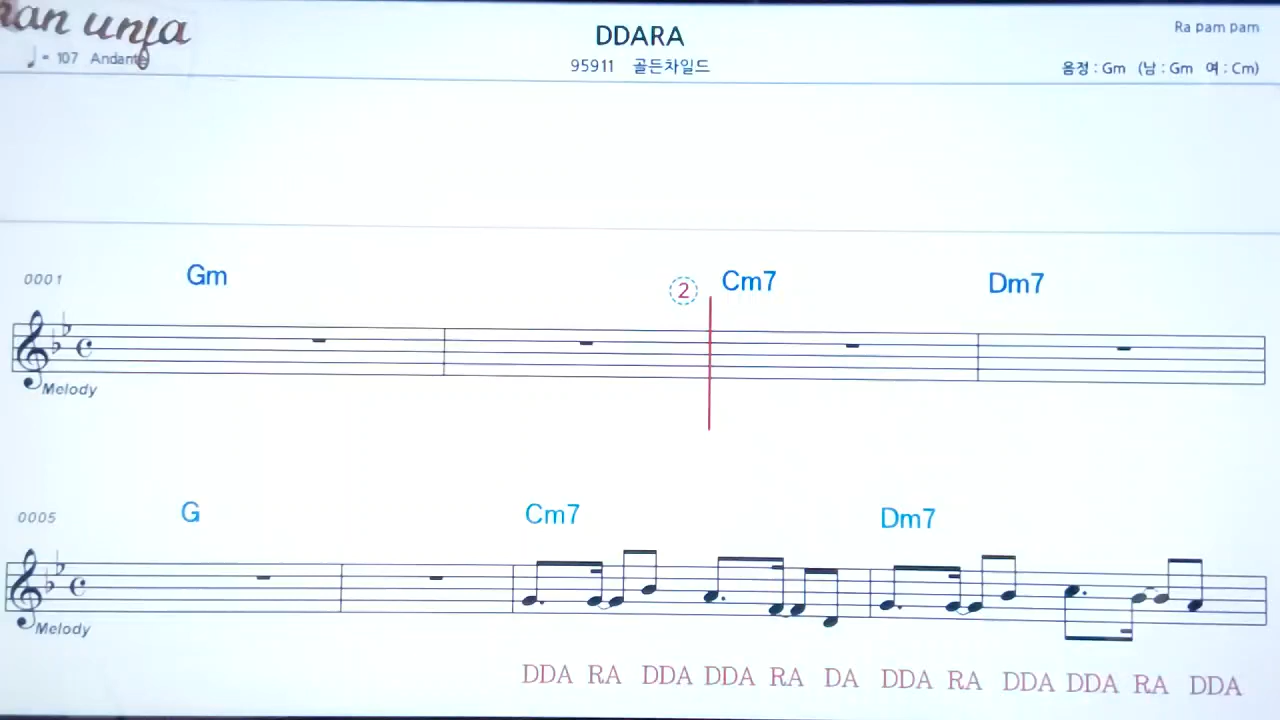 DDARA
Ra pam pam
♩ = 107 Andante
95911 골든차일드
음정 : Gm (남 : Gm 여 : Cm)
0001 Gm ② Cm7 Dm7
Melody
0005 G Cm7 Dm7
Melody
DDA RA DDA DDA RA DA DDA RA DDA DDA RA DDA